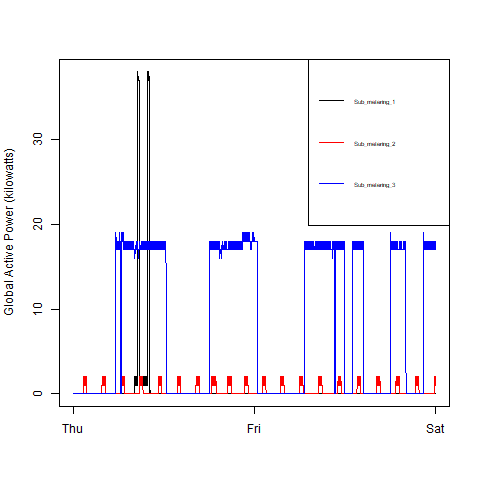 Global Active Power (kilowatts)
30
20
10
0
Sub_metering_1
Sub_metering_2
Sub_metering_3
Thu
Fri
Sat